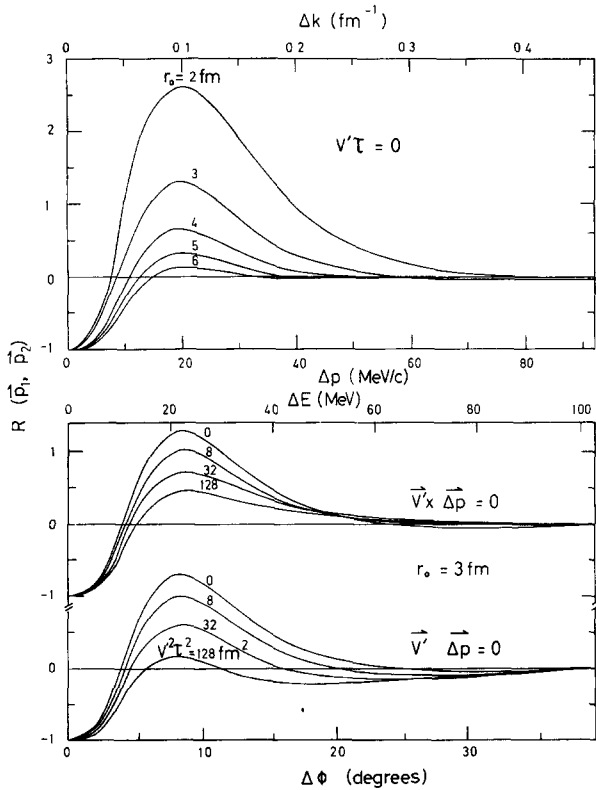 Δk (fm⁻¹)
0 0.1 0.2 0.3 0.4
3
r₀ = 2 fm
2
V'τ = 0
1
3
4
5
6
0
-1
0 20 40 60 80
Δp (MeV/c)
ΔE (MeV)
0 20 40 60 80 100
R (p⃗₁, p⃗₂)
1
0
8
32
128
V⃗' x Δ⃗p = 0
0
r₀ = 3 fm
-1
0
8
32
V⃗' Δ⃗p = 0
V'²τ² = 128 fm²
0
-1
0 10 20 30
ΔΦ (degrees)